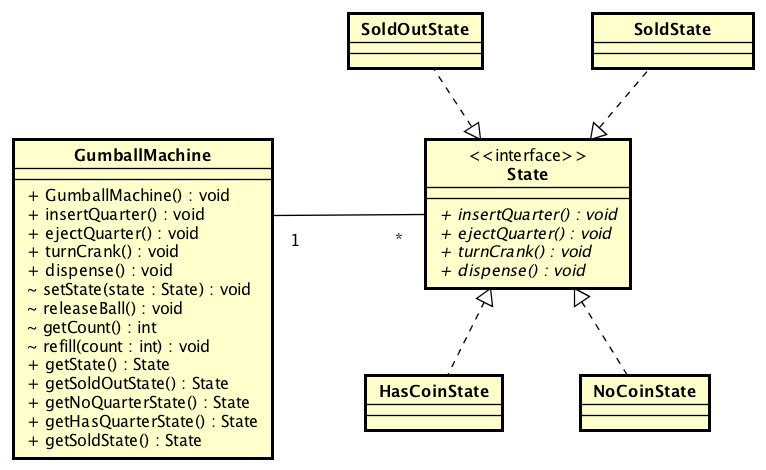 SoldOutState
SoldState
GumballMachine
+ GumballMachine() : void
+ insertQuarter() : void
+ ejectQuarter() : void
+ turnCrank() : void
+ dispense() : void
~ setState(state : State) : void
~ releaseBall() : void
~ getCount() : int
~ refill(count : int) : void
+ getState() : State
+ getSoldOutState() : State
+ getNoQuarterState() : State
+ getHasQuarterState() : State
+ getSoldState() : State
1
*
<<interface>>
State
+ insertQuarter() : void
+ ejectQuarter() : void
+ turnCrank() : void
+ dispense() : void
HasCoinState
NoCoinState